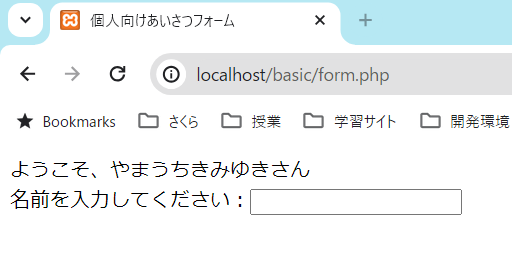 個人向けあいさつフォーム
localhost/basic/form.php
Bookmarks さくら 授業 学習サイト 開発環境
ようこそ、やまうちきみゆきさん
名前を入力してください：